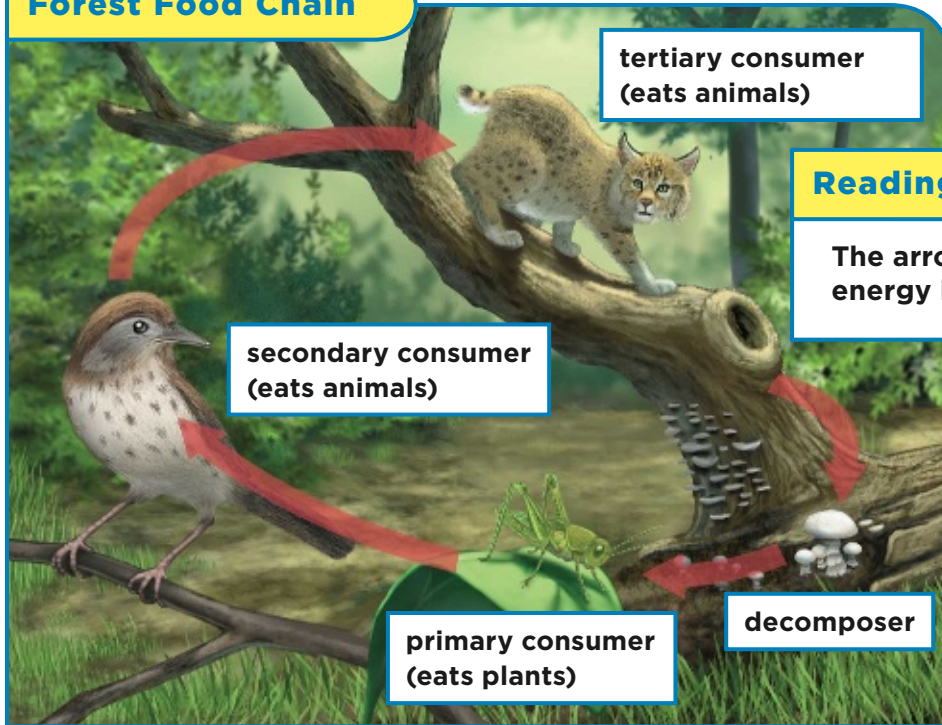 Forest Food Chain
tertiary consumer
(eats animals)
Reading
The
energy
secondary consumer
(eats animals)
primary consumer
(eats plants)
decomposer